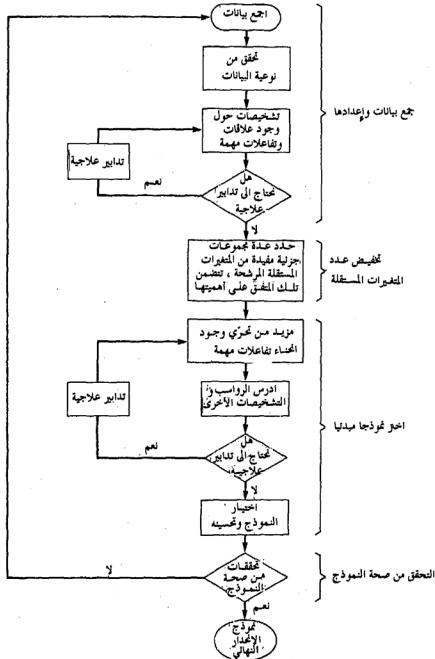 اجمع بيانات
تحقق من
نوعية البيانات
تشخيصات حول
وجود علاقات
وتفاعلات مهمة
تدابير علاجية
نعم
هل
نحتاج الى تدابير
علاجية
لا
جمع بيانات وإعدادها
حدد عدة مجموعات
جزئية مفيدة من المتغيرات
المستقلة المرشحة ، تتضمن
تلك المتفق على أهميتها
تخفيض عدد
المتغيرات المستقلة
مزيد من تحرّي وجود
انحناء تفاعلات مهمة
ادرس الرواسب و
التشخيصات الأخرى
تدابير علاجية
نعم
هل
نحتاج الى تدابير
علاجية
لا
اختيار
النموذج وتحسينه
اختر نموذجا مبدئيا
تحققات
من صحة
النموذج
لا
نعم
التحقق من صحة النموذج
نموذج
الإنحدار
النهائي